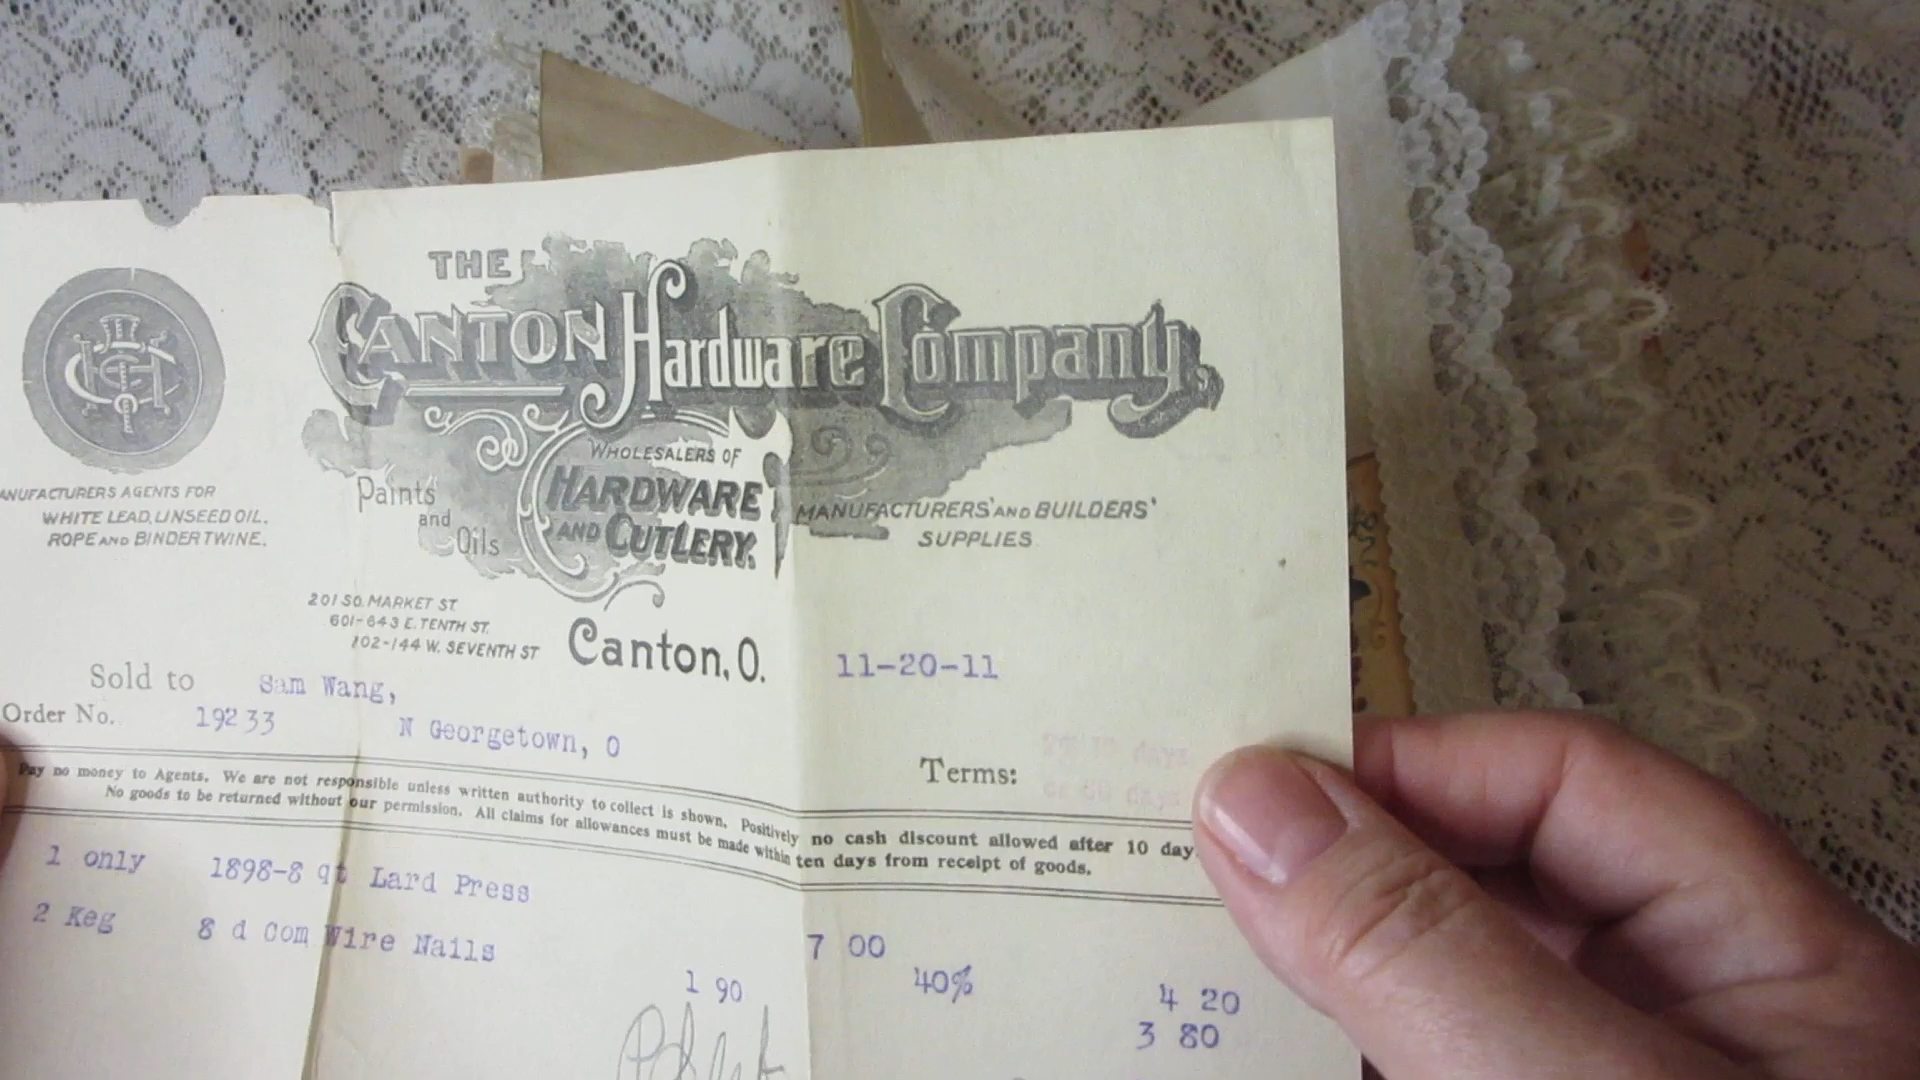 THE
CANTON Hardware Company,
WHOLESALERS OF
HARDWARE
AND CUTLERY.
Paints
and
Oils
MANUFACTURERS' AND BUILDERS'
SUPPLIES
ANUFACTURERS AGENTS FOR
WHITE LEAD, LINSEED OIL,
ROPE AND BINDER TWINE.
201 SO. MARKET ST.
601-643 E. TENTH ST.
102-144 W. SEVENTH ST
Canton, O.
11-20-11
Sold to Sam Wang,
Order No. 19233
N Georgetown, O
Terms: days
or days
Pay no money to Agents. We are not responsible unless written authority to collect is shown. Positively no cash discount allowed after 10 day
No goods to be returned without our permission. All claims for allowances must be made within ten days from receipt of goods.
1 only 1898-8 qt Lard Press
7 00 40% 4 20
2 Keg 8 d Com Wire Nails
1 90 3 80